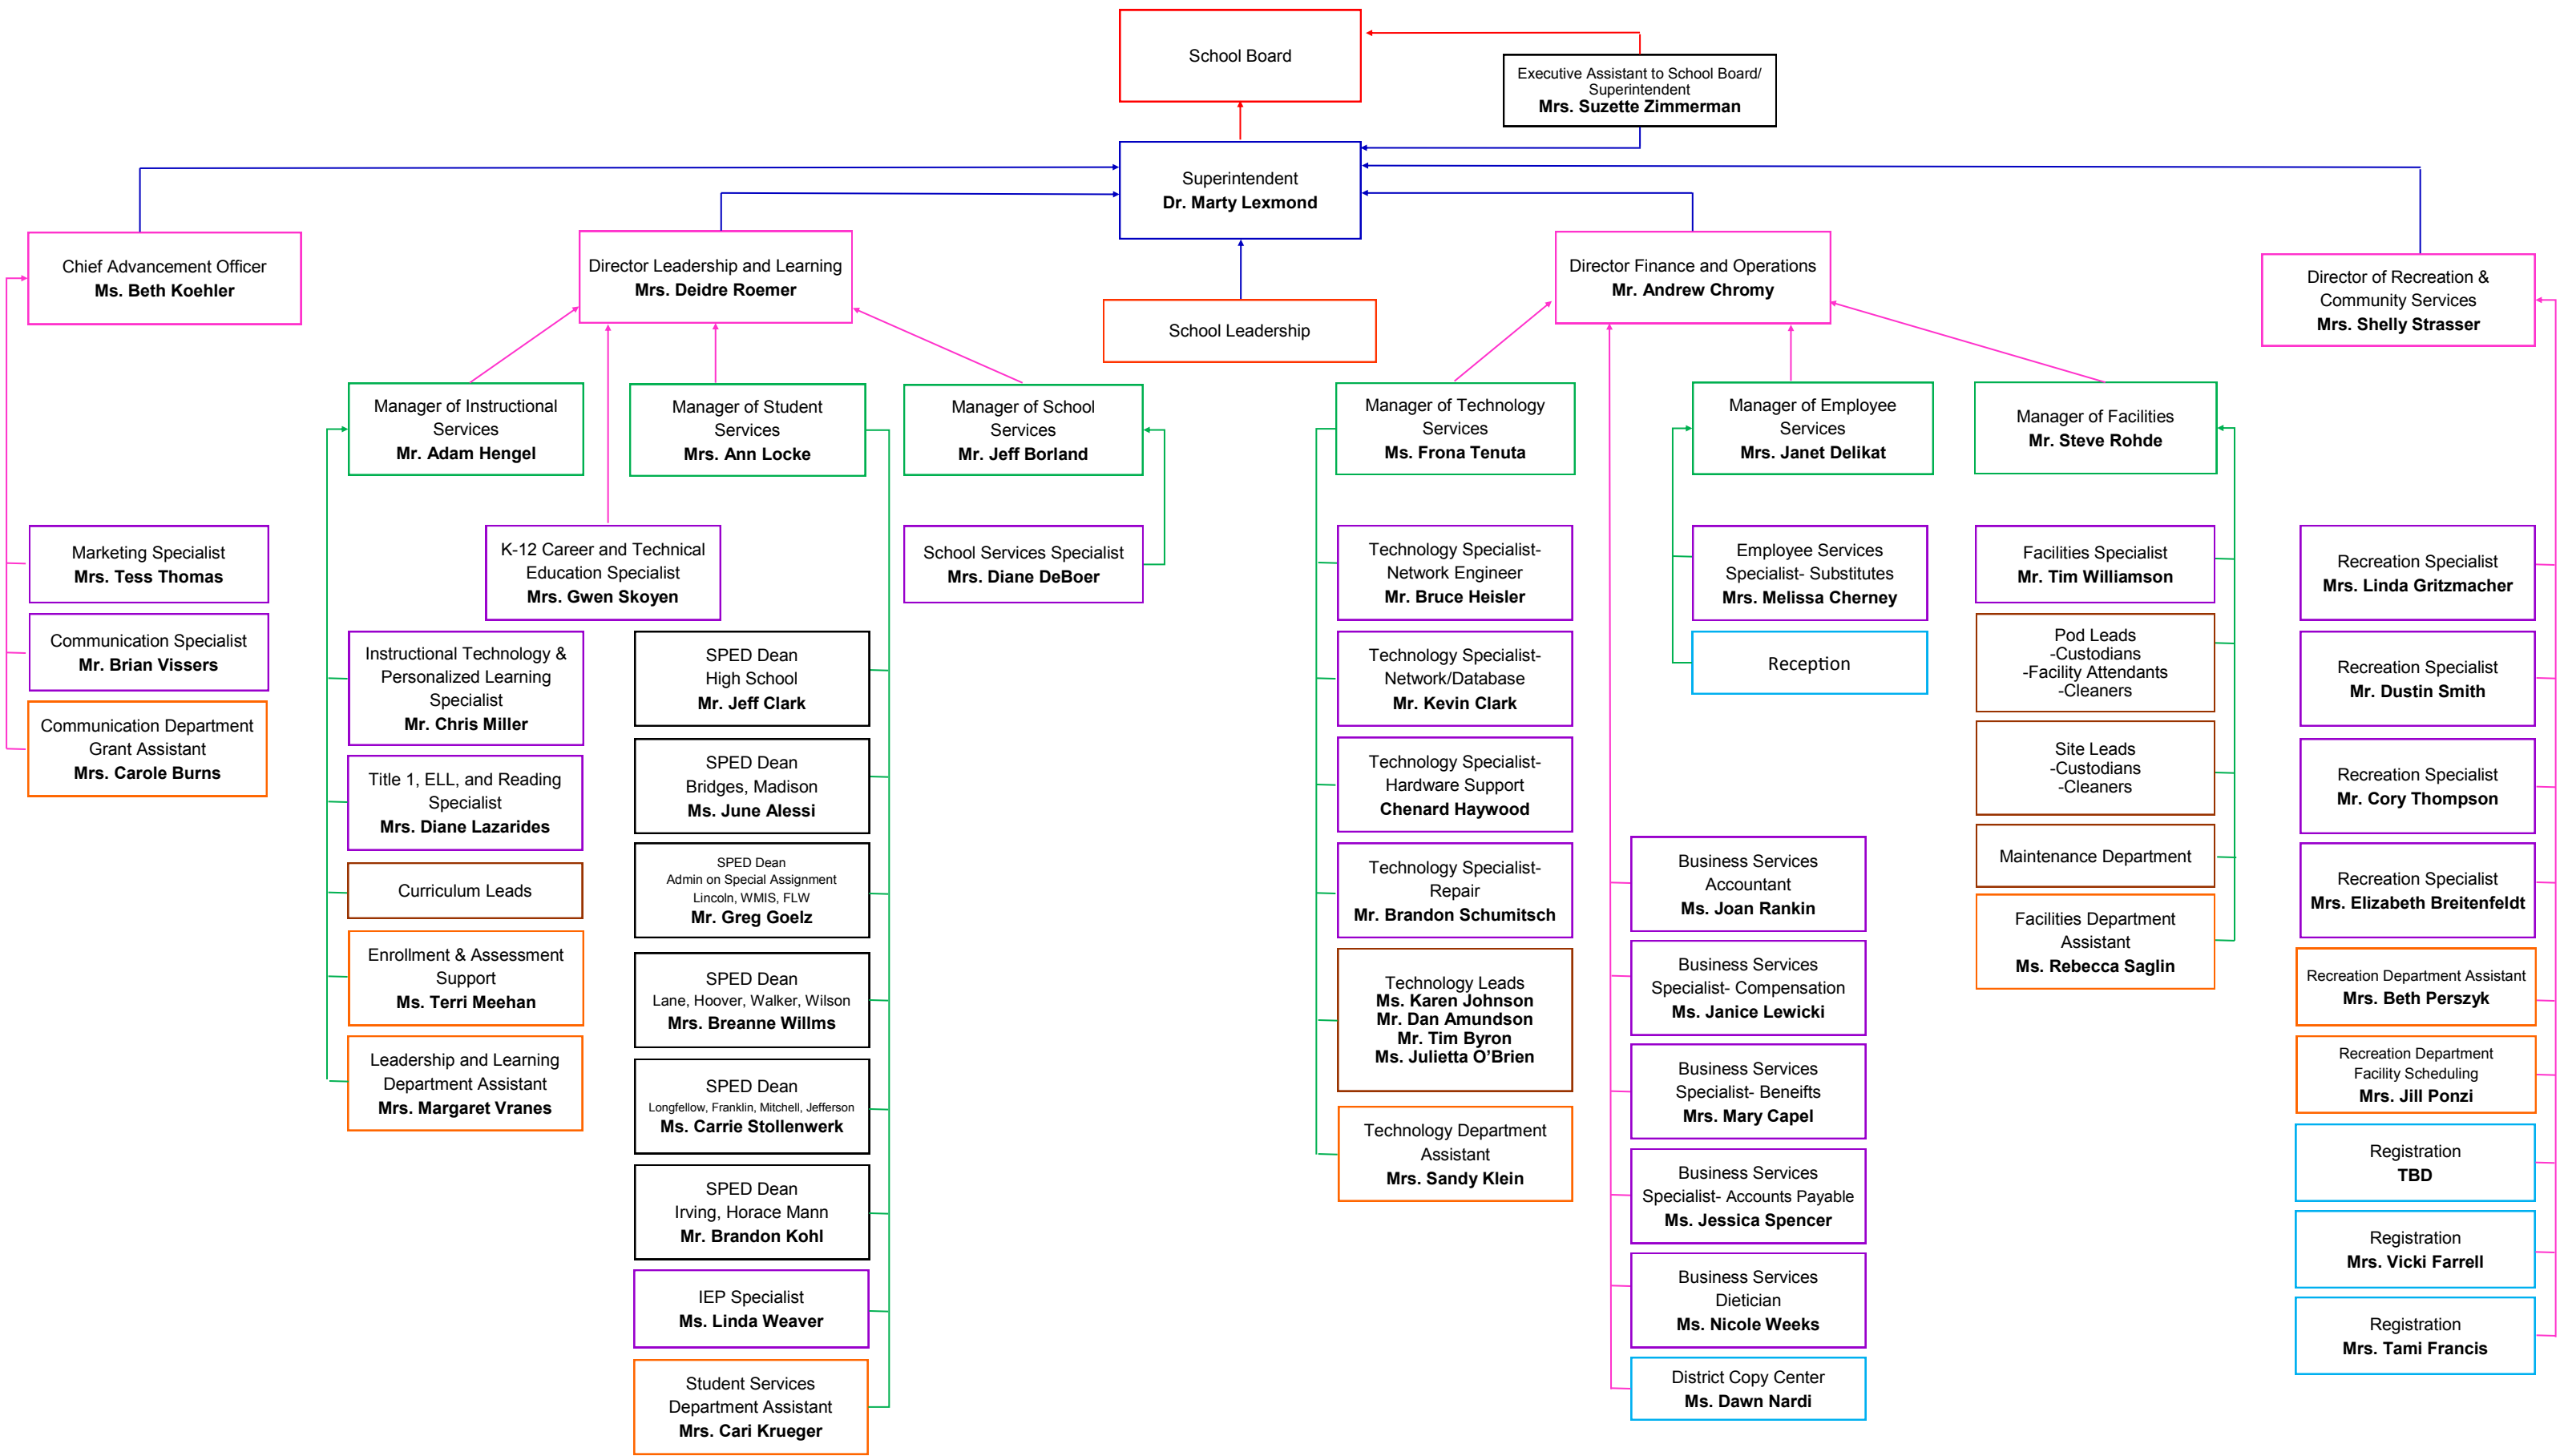 School Board
Executive Assistant to School Board/
Superintendent
Mrs. Suzette Zimmerman
Superintendent
Dr. Marty Lexmond
Chief Advancement Officer
Ms. Beth Koehler
Director Leadership and Learning
Mrs. Deidre Roemer
School Leadership
Director Finance and Operations
Mr. Andrew Chromy
Director of Recreation &
Community Services
Mrs. Shelly Strasser
Manager of Instructional
Services
Mr. Adam Hengel
Manager of Student
Services
Mrs. Ann Locke
Manager of School
Services
Mr. Jeff Borland
Manager of Technology
Services
Ms. Frona Tenuta
Manager of Employee
Services
Mrs. Janet Delikat
Manager of Facilities
Mr. Steve Rohde
Marketing Specialist
Mrs. Tess Thomas
Communication Specialist
Mr. Brian Vissers
Communication Department
Grant Assistant
Mrs. Carole Burns
K-12 Career and Technical
Education Specialist
Mrs. Gwen Skoyen
Instructional Technology &
Personalized Learning
Specialist
Mr. Chris Miller
Title 1, ELL, and Reading
Specialist
Mrs. Diane Lazarides
Curriculum Leads
Enrollment & Assessment
Support
Ms. Terri Meehan
Leadership and Learning
Department Assistant
Mrs. Margaret Vranes
SPED Dean
High School
Mr. Jeff Clark
SPED Dean
Bridges, Madison
Ms. June Alessi
SPED Dean
Admin on Special Assignment
Lincoln, WMIS, FLW
Mr. Greg Goelz
SPED Dean
Lane, Hoover, Walker, Wilson
Mrs. Breanne Willms
SPED Dean
Longfellow, Franklin, Mitchell, Jefferson
Ms. Carrie Stollenwerk
SPED Dean
Irving, Horace Mann
Mr. Brandon Kohl
IEP Specialist
Ms. Linda Weaver
Student Services
Department Assistant
Mrs. Cari Krueger
School Services Specialist
Mrs. Diane DeBoer
Technology Specialist-
Network Engineer
Mr. Bruce Heisler
Technology Specialist-
Network/Database
Mr. Kevin Clark
Technology Specialist-
Hardware Support
Chenard Haywood
Technology Specialist-
Repair
Mr. Brandon Schumitsch
Technology Leads
Ms. Karen Johnson
Mr. Dan Amundson
Mr. Tim Byron
Ms. Julietta O’Brien
Technology Department
Assistant
Mrs. Sandy Klein
Employee Services
Specialist- Substitutes
Mrs. Melissa Cherney
Reception
Business Services
Accountant
Ms. Joan Rankin
Business Services
Specialist- Compensation
Ms. Janice Lewicki
Business Services
Specialist- Beneifts
Mrs. Mary Capel
Business Services
Specialist- Accounts Payable
Ms. Jessica Spencer
Business Services
Dietician
Ms. Nicole Weeks
District Copy Center
Ms. Dawn Nardi
Facilities Specialist
Mr. Tim Williamson
Pod Leads
-Custodians
-Facility Attendants
-Cleaners
Site Leads
-Custodians
-Cleaners
Maintenance Department
Facilities Department
Assistant
Ms. Rebecca Saglin
Recreation Specialist
Mrs. Linda Gritzmacher
Recreation Specialist
Mr. Dustin Smith
Recreation Specialist
Mr. Cory Thompson
Recreation Specialist
Mrs. Elizabeth Breitenfeldt
Recreation Department Assistant
Mrs. Beth Perszyk
Recreation Department
Facility Scheduling
Mrs. Jill Ponzi
Registration
TBD
Registration
Mrs. Vicki Farrell
Registration
Mrs. Tami Francis